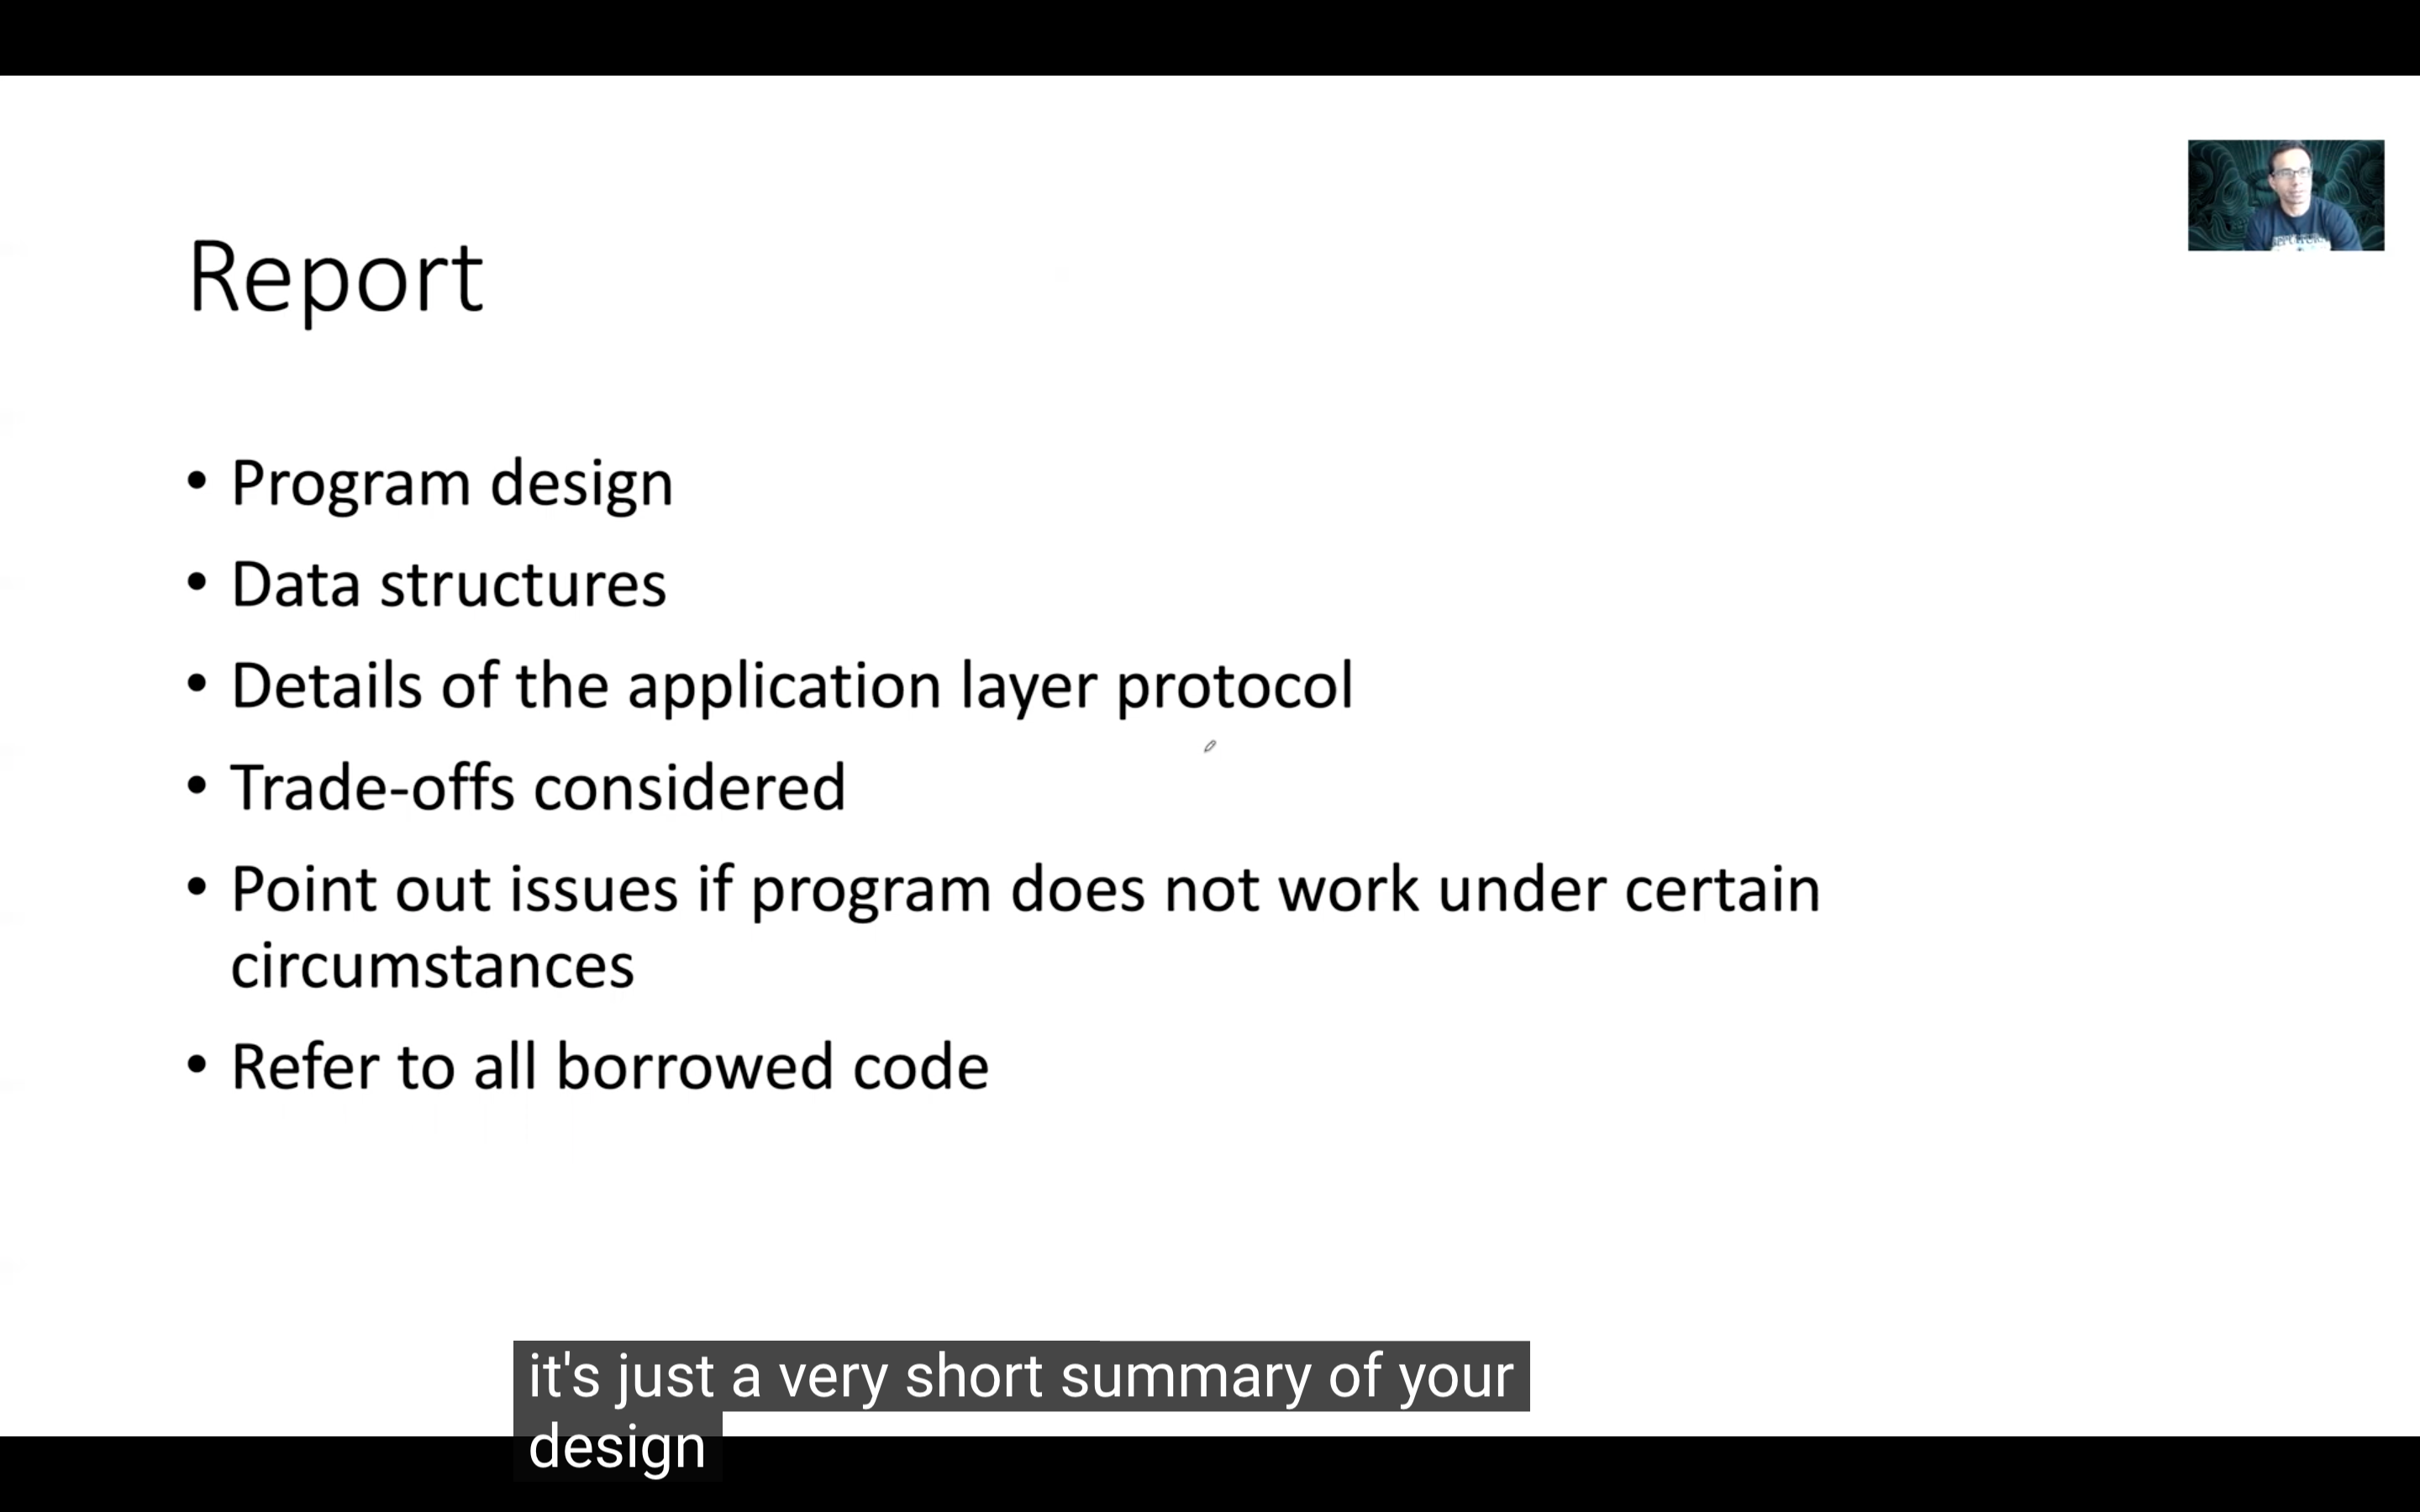 Report
• Program design
• Data structures
• Details of the application layer protocol
• Trade-offs considered
• Point out issues if program does not work under certain
circumstances
• Refer to all borrowed code
it's just a very short summary of your
design